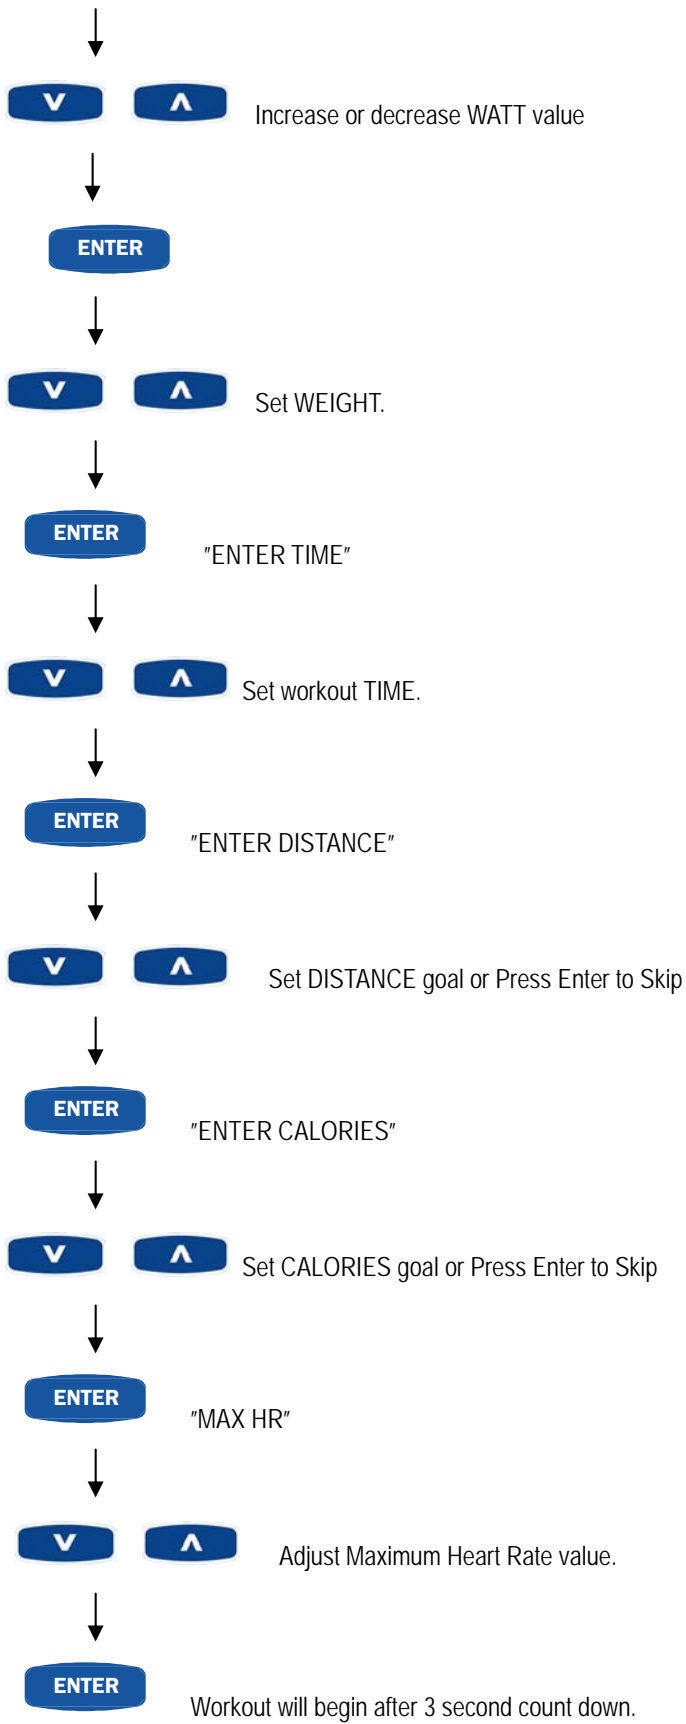 V Λ Increase or decrease WATT value
ENTER
V Λ Set WEIGHT.
ENTER "ENTER TIME"
V Λ Set workout TIME.
ENTER "ENTER DISTANCE"
V Λ Set DISTANCE goal or Press Enter to Skip
ENTER "ENTER CALORIES"
V Λ Set CALORIES goal or Press Enter to Skip
ENTER "MAX HR"
V Λ Adjust Maximum Heart Rate value.
ENTER Workout will begin after 3 second count down.